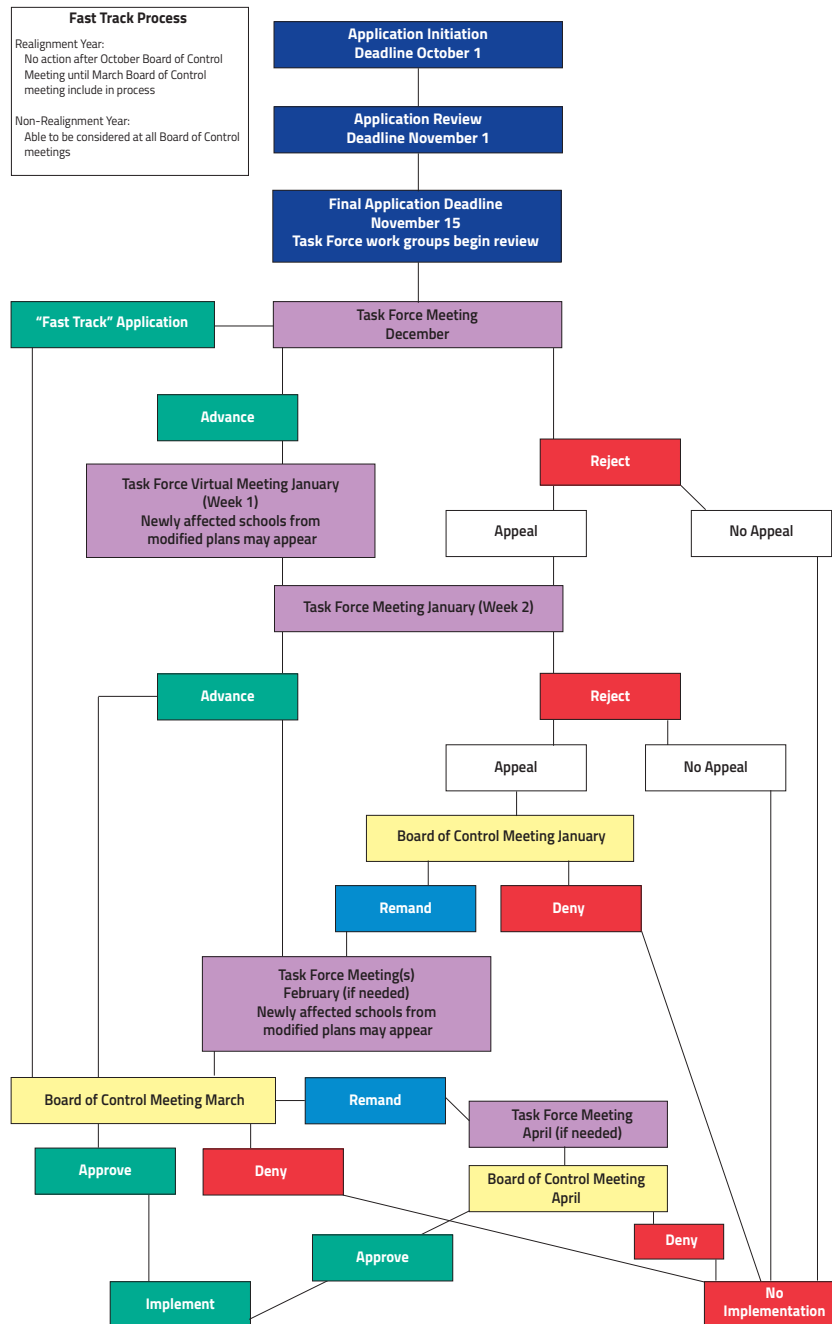 Fast Track Process
Realignment Year:
No action after October Board of Control
Meeting until March Board of Control
meeting include in process
Non-Realignment Year:
Able to be considered at all Board of Control
meetings
Application Initiation
Deadline October 1
Application Review
Deadline November 1
Final Application Deadline
November 15
Task Force work groups begin review
“Fast Track” Application
Task Force Meeting
December
Advance
Reject
Task Force Virtual Meeting January
(Week 1)
Newly affected schools from
modified plans may appear
Appeal
No Appeal
Task Force Meeting January (Week 2)
Advance
Reject
Appeal
No Appeal
Board of Control Meeting January
Remand
Deny
Task Force Meeting(s)
February (if needed)
Newly affected schools from
modified plans may appear
Board of Control Meeting March
Remand
Task Force Meeting
April (if needed)
Approve
Deny
Board of Control Meeting
April
Deny
Approve
Implement
No
Implementation